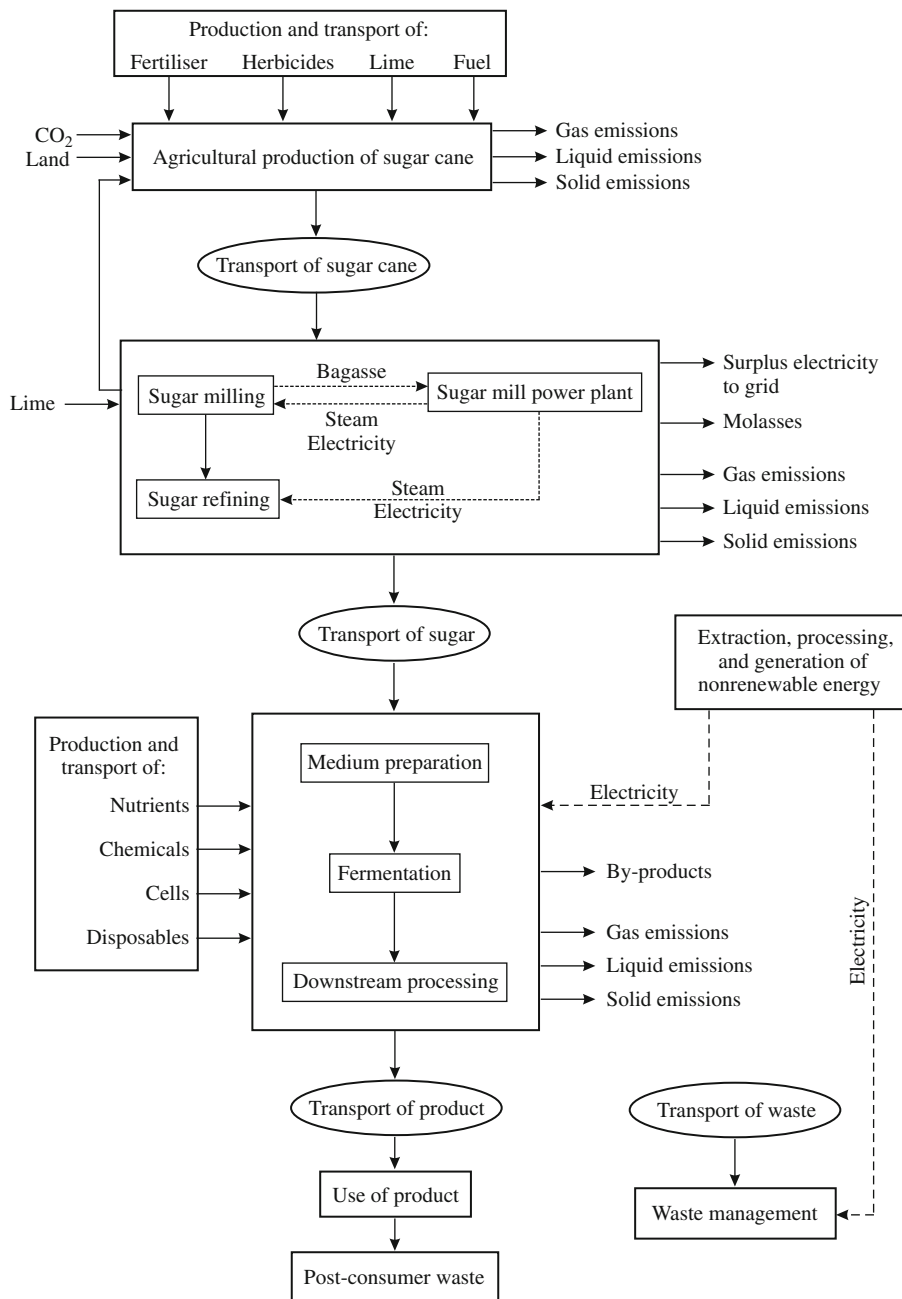 Production and transport of:
Fertiliser Herbicides Lime Fuel
CO2
Land
Agricultural production of sugar cane
Gas emissions
Liquid emissions
Solid emissions
Transport of sugar cane
Lime
Sugar milling
Bagasse
Steam
Electricity
Sugar mill power plant
Sugar refining
Steam
Electricity
Surplus electricity
to grid
Molasses
Gas emissions
Liquid emissions
Solid emissions
Transport of sugar
Extraction, processing,
and generation of
nonrenewable energy
Production and
transport of:
Nutrients
Chemicals
Cells
Disposables
Medium preparation
Fermentation
Downstream processing
Electricity
By-products
Gas emissions
Liquid emissions
Solid emissions
Electricity
Transport of product
Use of product
Post-consumer waste
Transport of waste
Waste management